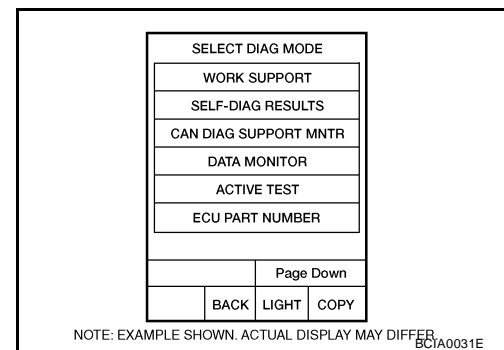 SELECT DIAG MODE
WORK SUPPORT
SELF-DIAG RESULTS
CAN DIAG SUPPORT MNTR
DATA MONITOR
ACTIVE TEST
ECU PART NUMBER
Page Down
BACK LIGHT COPY
NOTE: EXAMPLE SHOWN. ACTUAL DISPLAY MAY DIFFER.
BCIA0031E